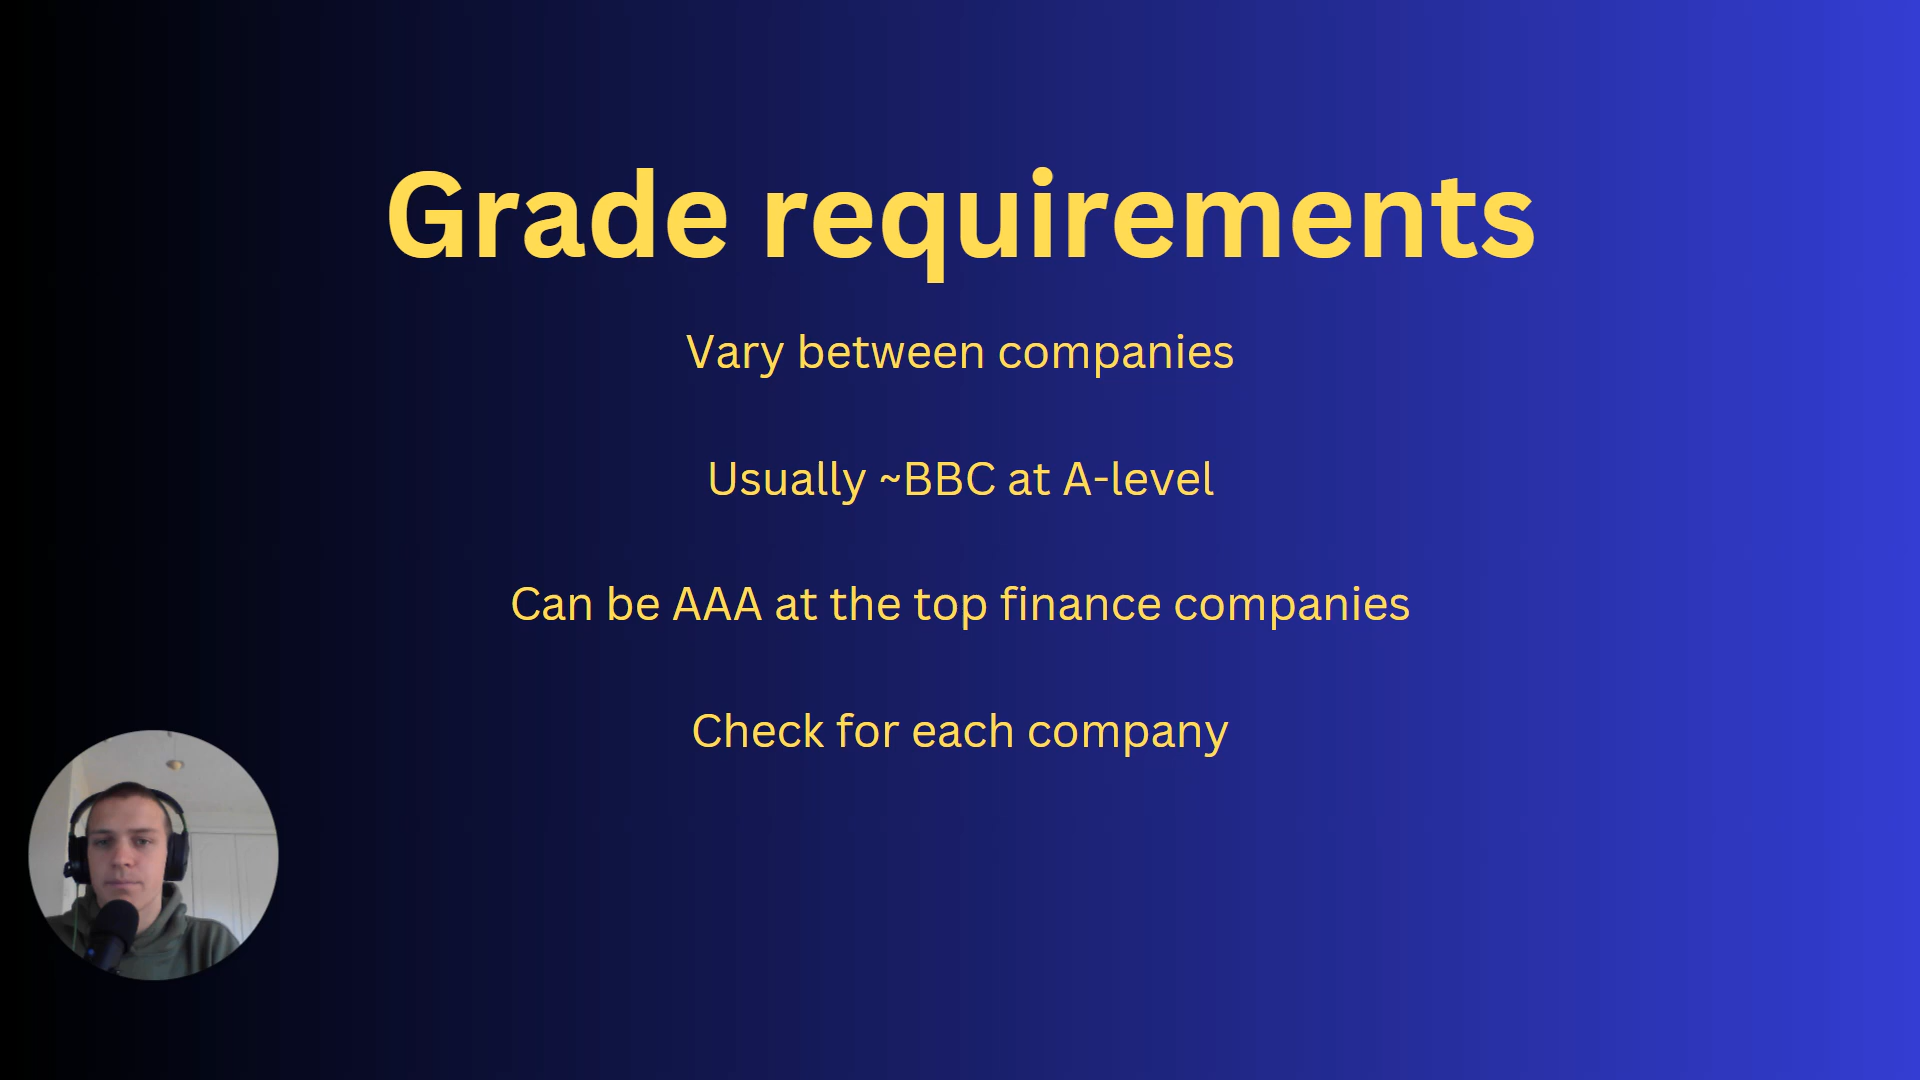 Grade requirements
Vary between companies
Usually ~BBC at A-level
Can be AAA at the top finance companies
Check for each company